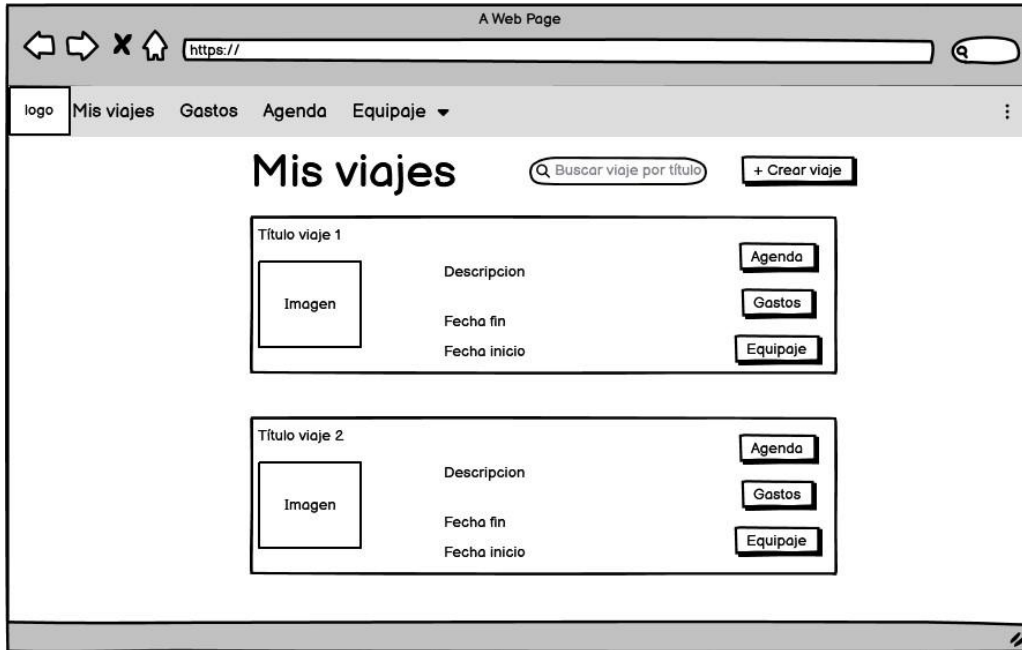 A Web Page
https://
logo Mis viajes Gastos Agenda Equipaje
Mis viajes
Buscar viaje por título
+ Crear viaje
Título viaje 1
Imagen
Descripcion
Fecha fin
Fecha inicio
Agenda
Gastos
Equipaje
Título viaje 2
Imagen
Descripcion
Fecha fin
Fecha inicio
Agenda
Gastos
Equipaje